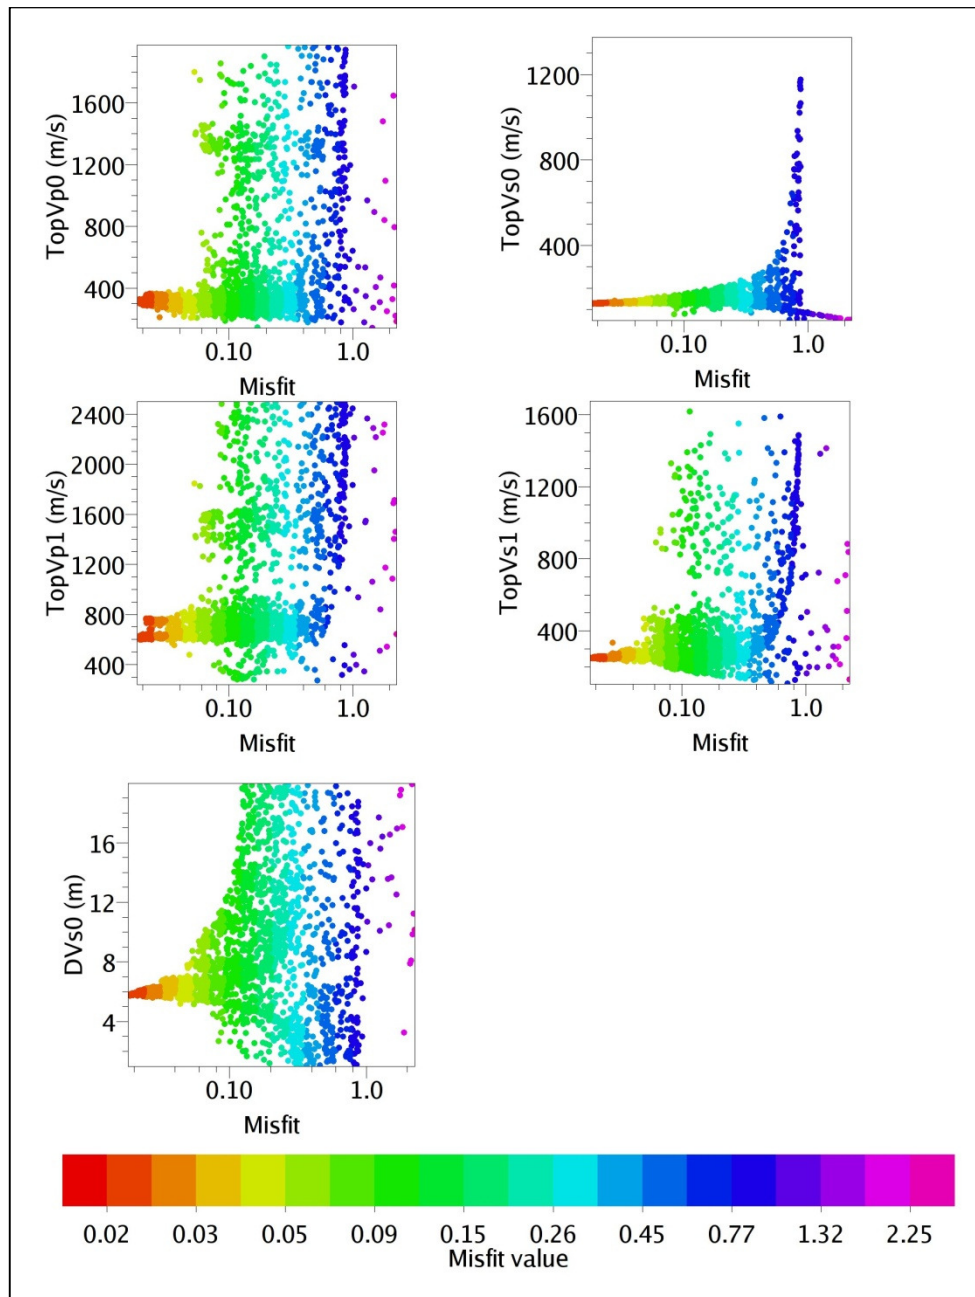 TopVp0 (m/s)
1600
1200
800
400
0.10 1.0
Misfit
TopVs0 (m/s)
1200
800
400
0.10 1.0
Misfit
TopVp1 (m/s)
2400
2000
1600
1200
800
400
0.10 1.0
Misfit
TopVs1 (m/s)
1600
1200
800
400
0.10 1.0
Misfit
DVs0 (m)
16
12
8
4
0.10 1.0
Misfit
0.02 0.03 0.05 0.09 0.15 0.26 0.45 0.77 1.32 2.25
Misfit value